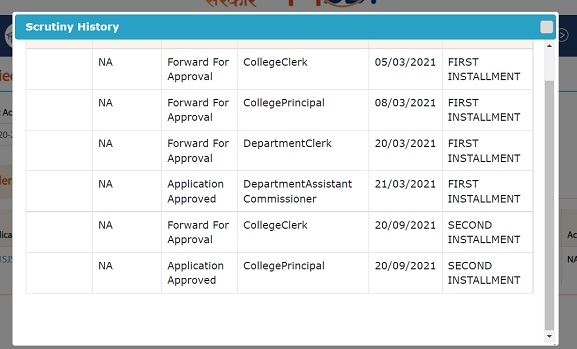 सरकार
Scrutiny History
NA Forward For Approval CollegeClerk 05/03/2021 FIRST INSTALLMENT
NA Forward For Approval CollegePrincipal 08/03/2021 FIRST INSTALLMENT
NA Forward For Approval DepartmentClerk 20/03/2021 FIRST INSTALLMENT
NA Application Approved DepartmentAssistant Commissioner 21/03/2021 FIRST INSTALLMENT
NA Forward For Approval CollegeClerk 20/09/2021 SECOND INSTALLMENT
NA Application Approved CollegePrincipal 20/09/2021 SECOND INSTALLMENT